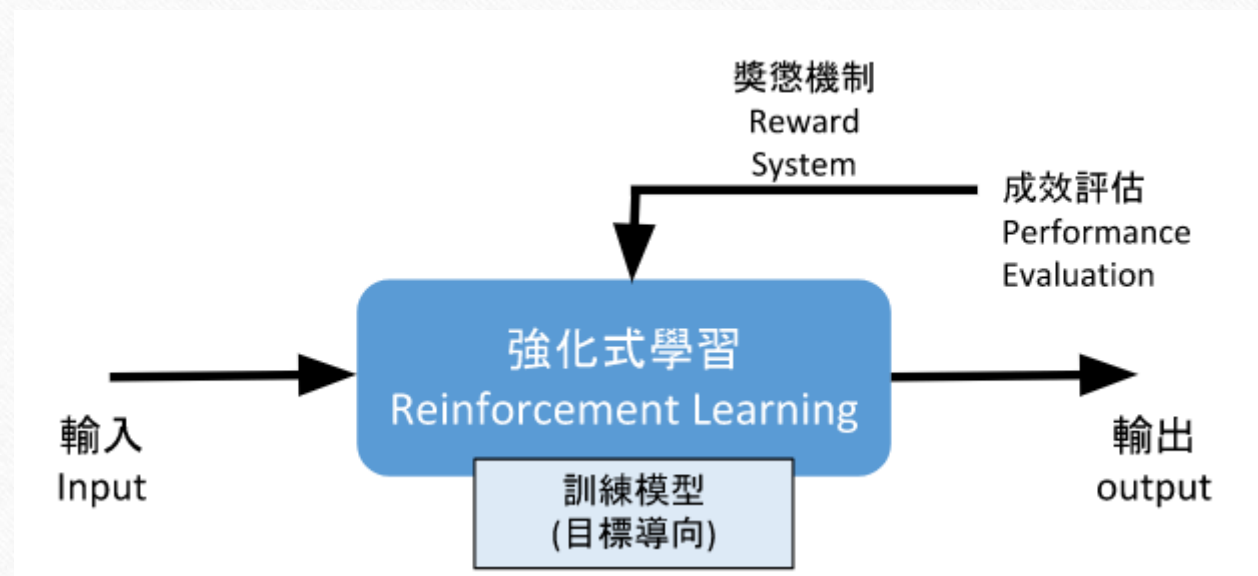 獎懲機制
Reward
System
成效評估
Performance
Evaluation
強化式學習
Reinforcement Learning
輸入
Input
輸出
output
訓練模型
(目標導向)